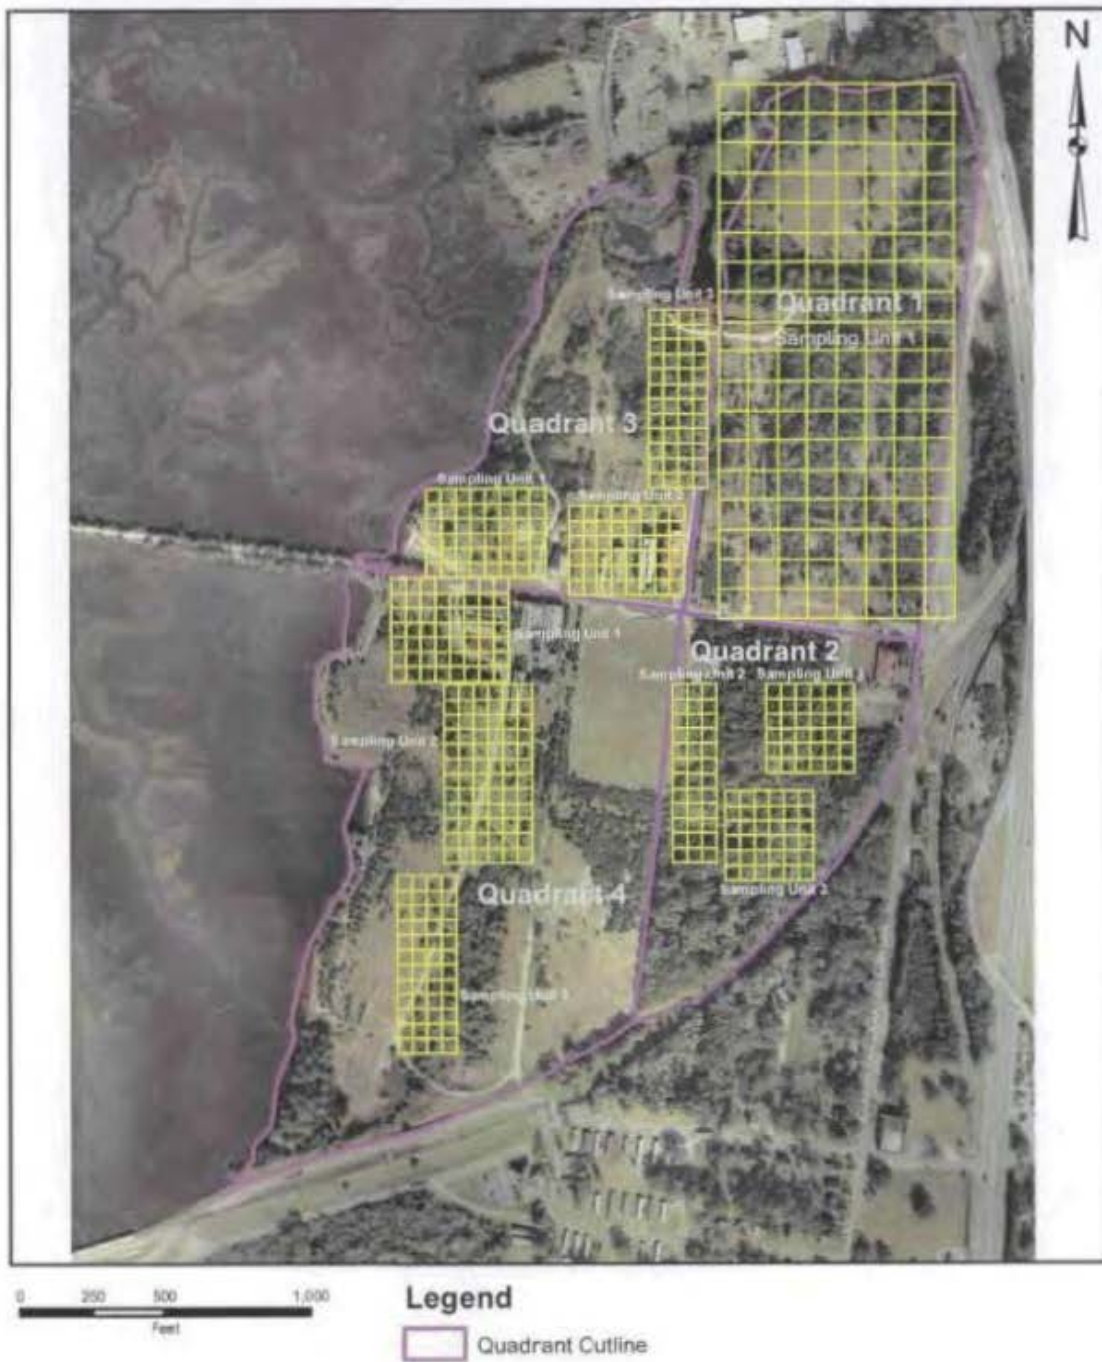 N
Sampling Unit 3
Quadrant 1
Sampling Unit 1
Quadrant 3
Sampling Unit 1
Sampling Unit 2
Sampling Unit 1
Quadrant 2
Sampling Unit 2
Sampling Unit 1
Sampling Unit 2
Sampling Unit 3
Quadrant 4
Sampling Unit 3
0 250 500 1,000
Feet
Legend
Quadrant Cutline